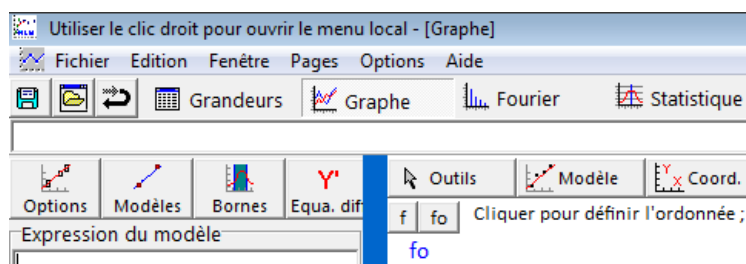 Utiliser le clic droit pour ouvrir le menu local - [Graphe]
Fichier Edition Fenêtre Pages Options Aide
Grandeurs Graphe Fourier Statistique
Options Modèles Bornes Y' Equa. diff Outils Modèle Y X Coord.
f fo Cliquer pour définir l'ordonnée ;
Expression du modèle
fo